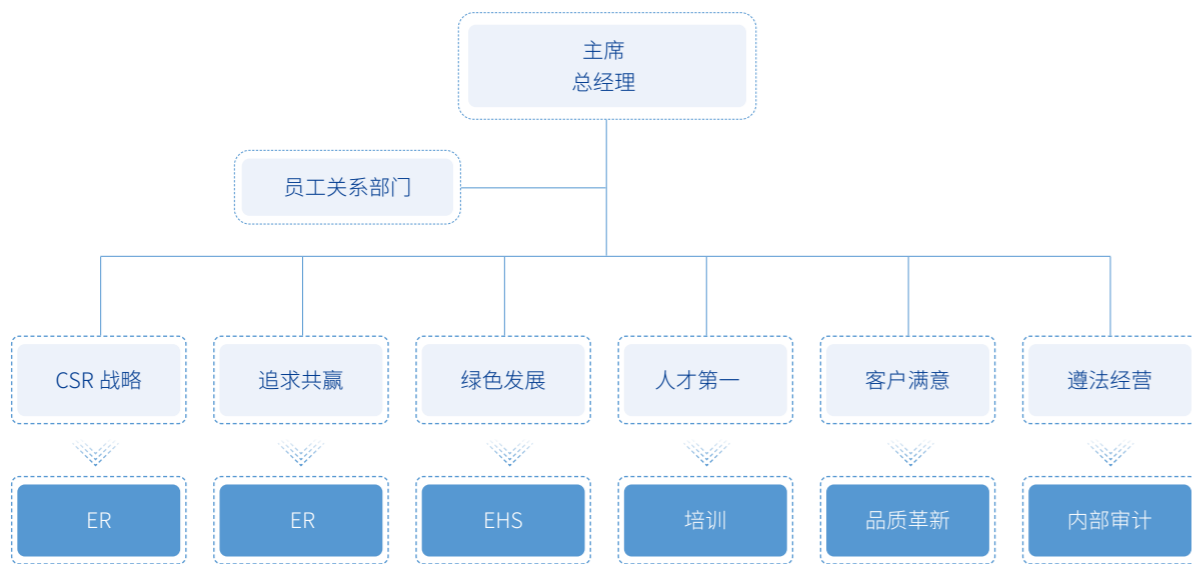 主席
总经理
员工关系部门
CSR 战略
追求共赢
绿色发展
人才第一
客户满意
遵法经营
ER
ER
EHS
培训
品质革新
内部审计